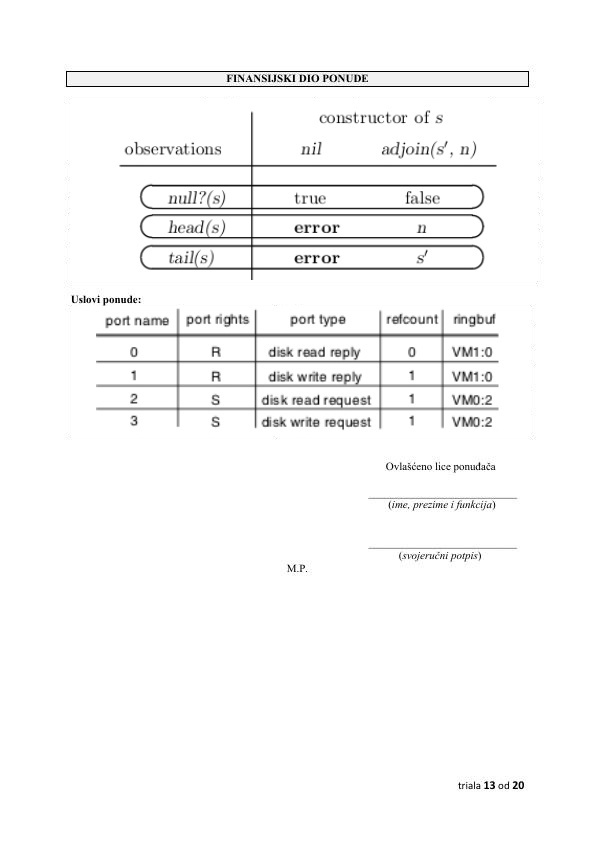 FINANSIJSKI DIO PONUDE
constructor of s
observations nil adjoin(s′, n)
null?(s) true false
head(s) error n
tail(s) error s′
Uslovi ponude:
port name port rights port type refcount ringbuf
0 R disk read reply 0 VM1:0
1 R disk write reply 1 VM1:0
2 S disk read request 1 VM0:2
3 S disk write request 1 VM0:2
Ovlašćeno lice ponuđača
(ime, prezime i funkcija)
(svojeručni potpis)
M.P.
triala 13 od 20